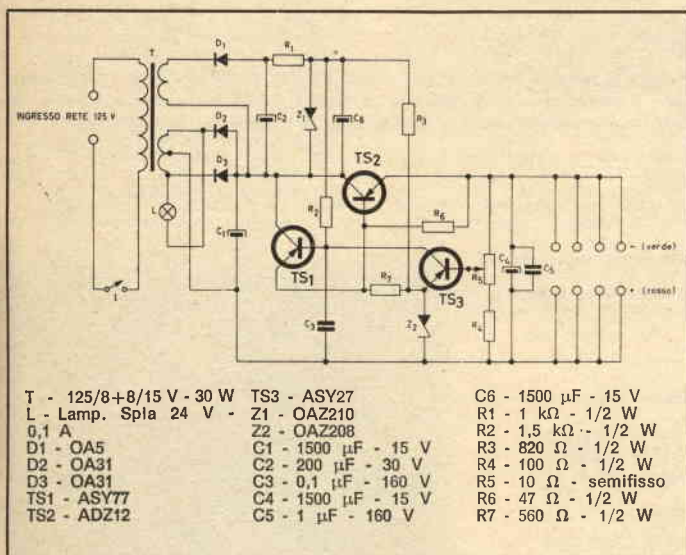 T
D1
R1
INGRESSO RETE 125 V
D2
D3
L
I
C1
C2
Z1
C6
+
R3
TS2
R2
TS1
R6
R7
TS3
R5
C4
C5
- (verde)
+ (rosso)
C3
Z2
R4
T - 125/8+8/15 V - 30 W
L - Lamp. Spia 24 V -
0,1 A
D1 - OA5
D2 - OA31
D3 - OA31
TS1 - ASY77
TS2 - ADZ12
TS3 - ASY27
Z1 - OAZ210
Z2 - OAZ208
C1 - 1500 µF - 15 V
C2 - 200 µF - 30 V
C3 - 0,1 µF - 160 V
C4 - 1500 µF - 15 V
C5 - 1 µF - 160 V
C6 - 1500 µF - 15 V
R1 - 1 kΩ - 1/2 W
R2 - 1,5 kΩ - 1/2 W
R3 - 820 Ω - 1/2 W
R4 - 100 Ω - 1/2 W
R5 - 10 Ω - semifisso
R6 - 47 Ω - 1/2 W
R7 - 560 Ω - 1/2 W